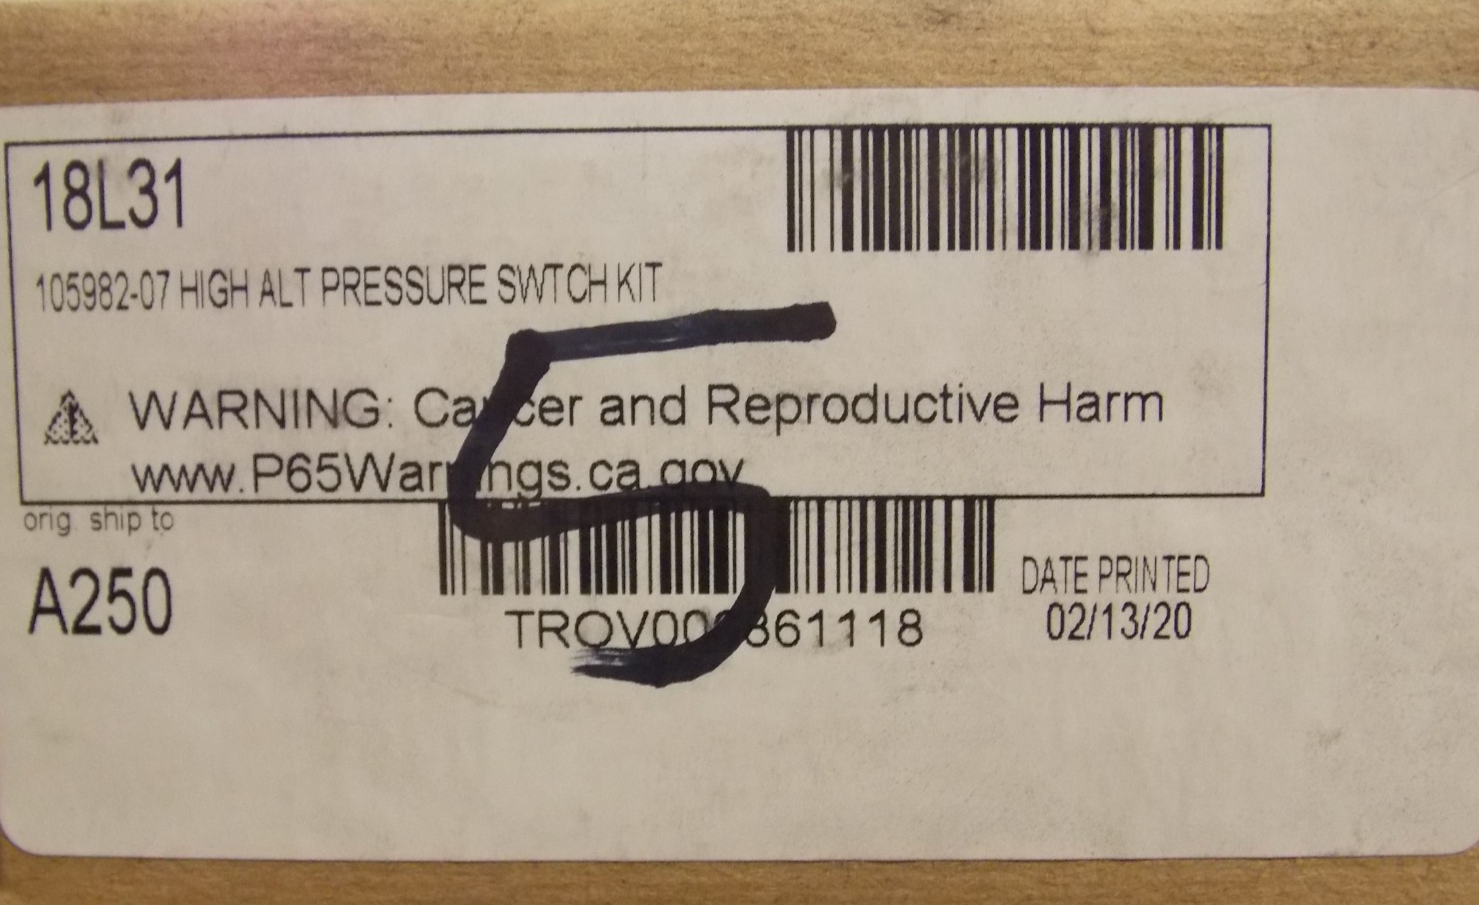 18L31
105982-07 HIGH ALT PRESSURE SWTCH KIT
WARNING: Cancer and Reproductive Harm
www.P65Warnings.ca.gov
orig. ship to
A250
DATE PRINTED
02/13/20
5